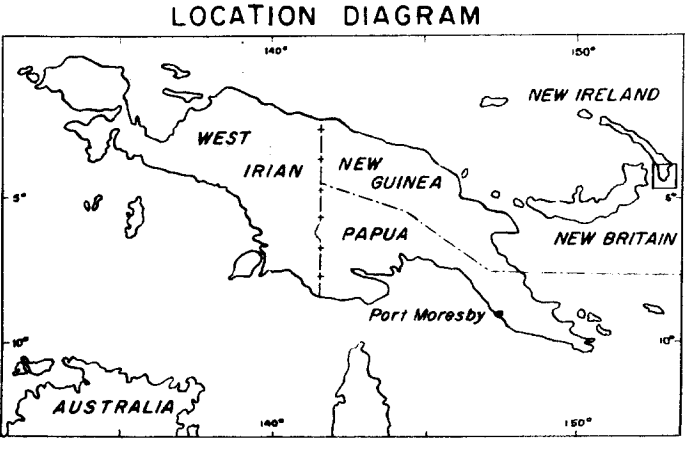 LOCATION DIAGRAM
140°
150°
NEW IRELAND
WEST
IRIAN
NEW
GUINEA
5°
5°
PAPUA
NEW BRITAIN
Port Moresby
10°
10°
AUSTRALIA
140°
150°